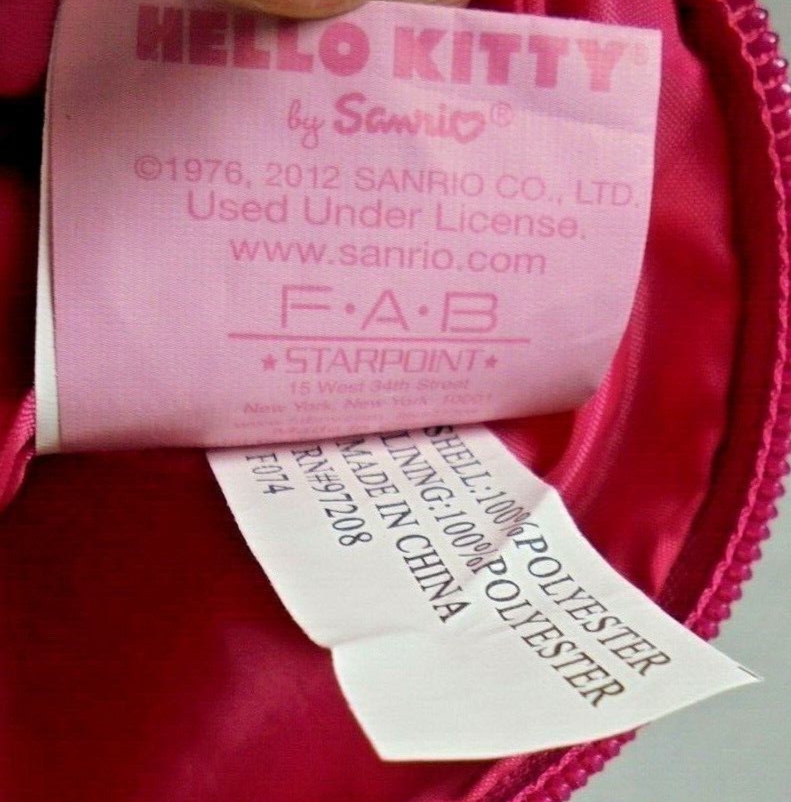 HELLO KITTY®
by Sanrio®
©1976, 2012 SANRIO CO., LTD.
Used Under License.
www.sanrio.com
F·A·B
★STARPOINT★
15 West 34th Street
New York, New York, 10001
SHELL:100%POLYESTER
LINING:100%POLYESTER
MADE IN CHINA
RN#97208
F074